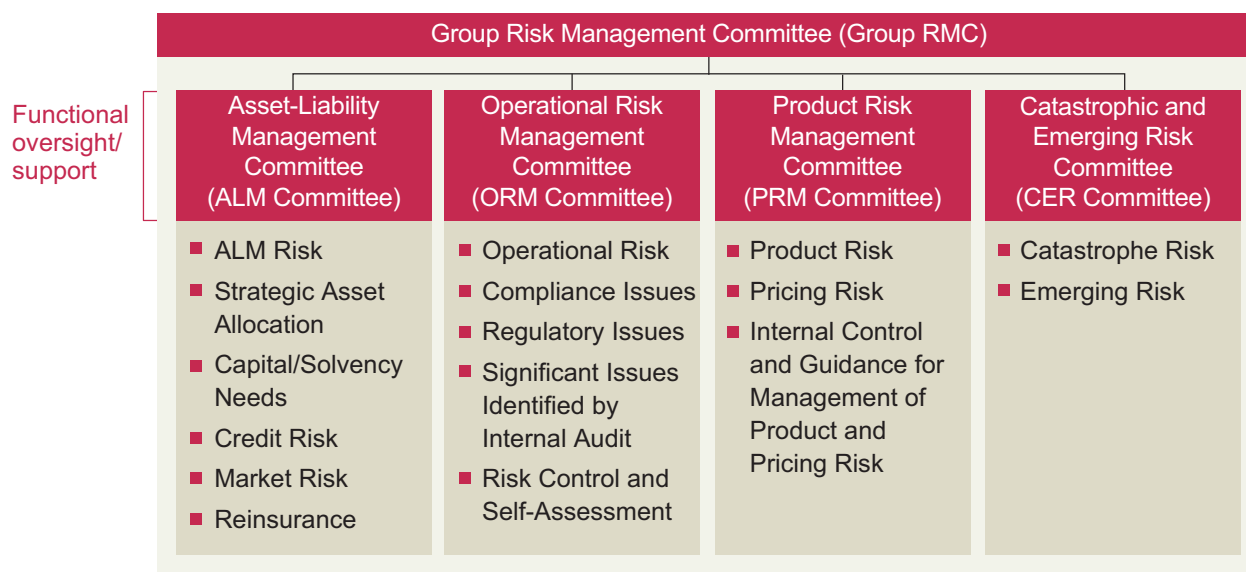 Group Risk Management Committee (Group RMC)
Functional
oversight/
support
Asset-Liability
Management
Committee
(ALM Committee)
Operational Risk
Management
Committee
(ORM Committee)
Product Risk
Management
Committee
(PRM Committee)
Catastrophic and
Emerging Risk
Committee
(CER Committee)
ALM Risk
Strategic Asset
Allocation
Capital/Solvency
Needs
Credit Risk
Market Risk
Reinsurance
Operational Risk
Compliance Issues
Regulatory Issues
Significant Issues
Identified by
Internal Audit
Risk Control and
Self-Assessment
Product Risk
Pricing Risk
Internal Control
and Guidance for
Management of
Product and
Pricing Risk
Catastrophe Risk
Emerging Risk